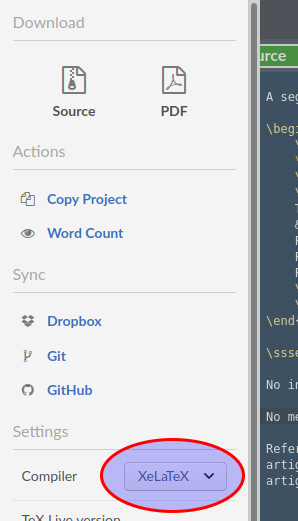 Download
Source
PDF
Actions
Copy Project
Word Count
Sync
Dropbox
Git
GitHub
Settings
Compiler
XeLaTeX
TeX Live version
urce
A seg
\begi
\
\
\
\
T
&
F
F
F
\
\
\end
\sse
No in
No me
Refer
artig
artig